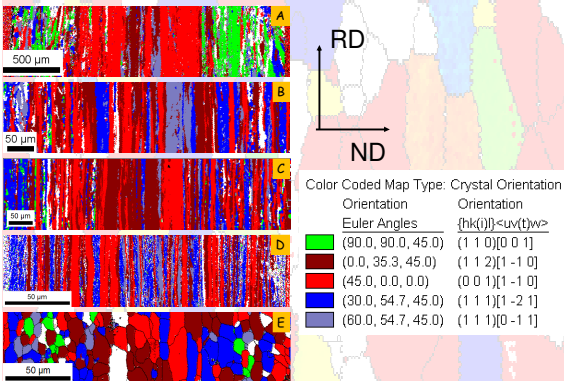 A
500 µm
B
50 µm
C
50 µm
D
50 µm
E
50 µm
RD
ND
Color Coded Map Type: Crystal Orientation
Orientation Orientation
Euler Angles {hk(i)l}<uv(t)w>
(90.0, 90.0, 45.0) (1 1 0)[0 0 1]
(0.0, 35.3, 45.0) (1 1 2)[1 -1 0]
(45.0, 0.0, 0.0) (0 0 1)[1 -1 0]
(30.0, 54.7, 45.0) (1 1 1)[1 -2 1]
(60.0, 54.7, 45.0) (1 1 1)[0 -1 1]